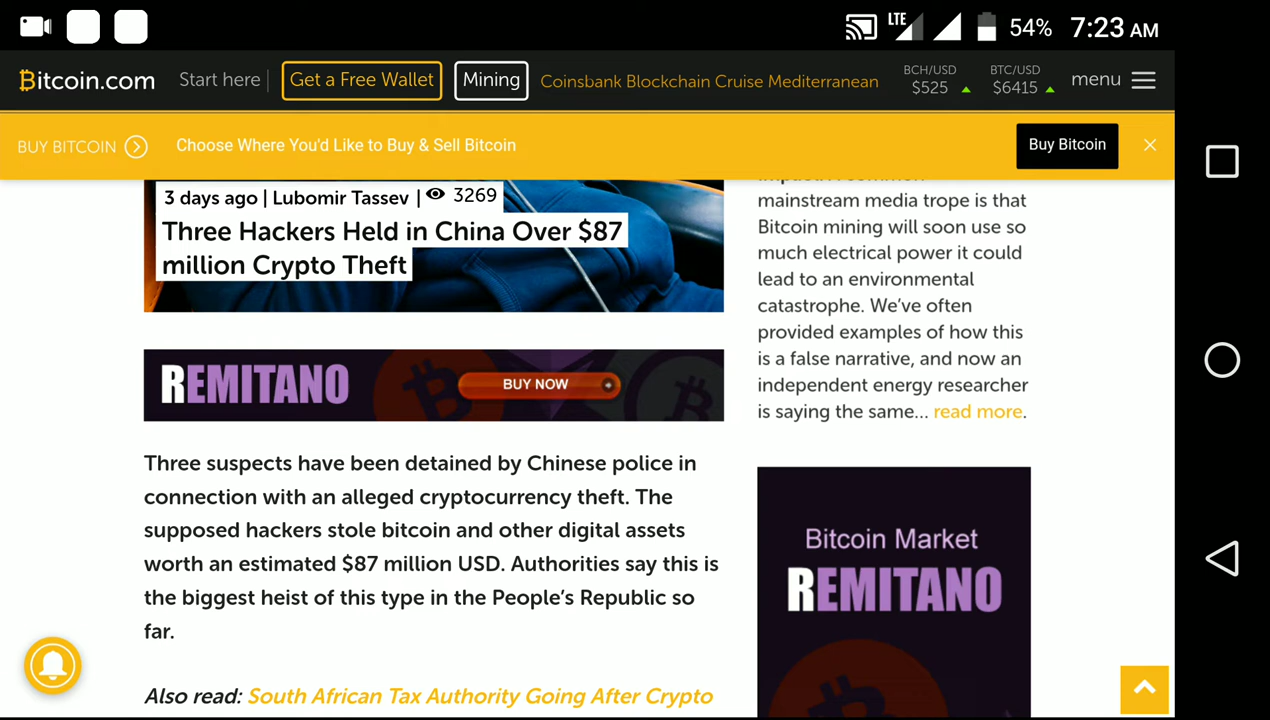 LTE 54% 7:23 AM
Bitcoin.com Start here Get a Free Wallet Mining Coinsbank Blockchain Cruise Mediterranean BCH/USD $525 BTC/USD $6415 menu
BUY BITCOIN Choose Where You'd Like to Buy & Sell Bitcoin Buy Bitcoin
3 days ago | Lubomir Tassev | 3269
Three Hackers Held in China Over $87
million Crypto Theft
REMITANO BUY NOW
Three suspects have been detained by Chinese police in
connection with an alleged cryptocurrency theft. The
supposed hackers stole bitcoin and other digital assets
worth an estimated $87 million USD. Authorities say this is
the biggest heist of this type in the People's Republic so
far.
Also read: South African Tax Authority Going After Crypto
mainstream media trope is that
Bitcoin mining will soon use so
much electrical power it could
lead to an environmental
catastrophe. We've often
provided examples of how this
is a false narrative, and now an
independent energy researcher
is saying the same... read more.
Bitcoin Market
REMITANO